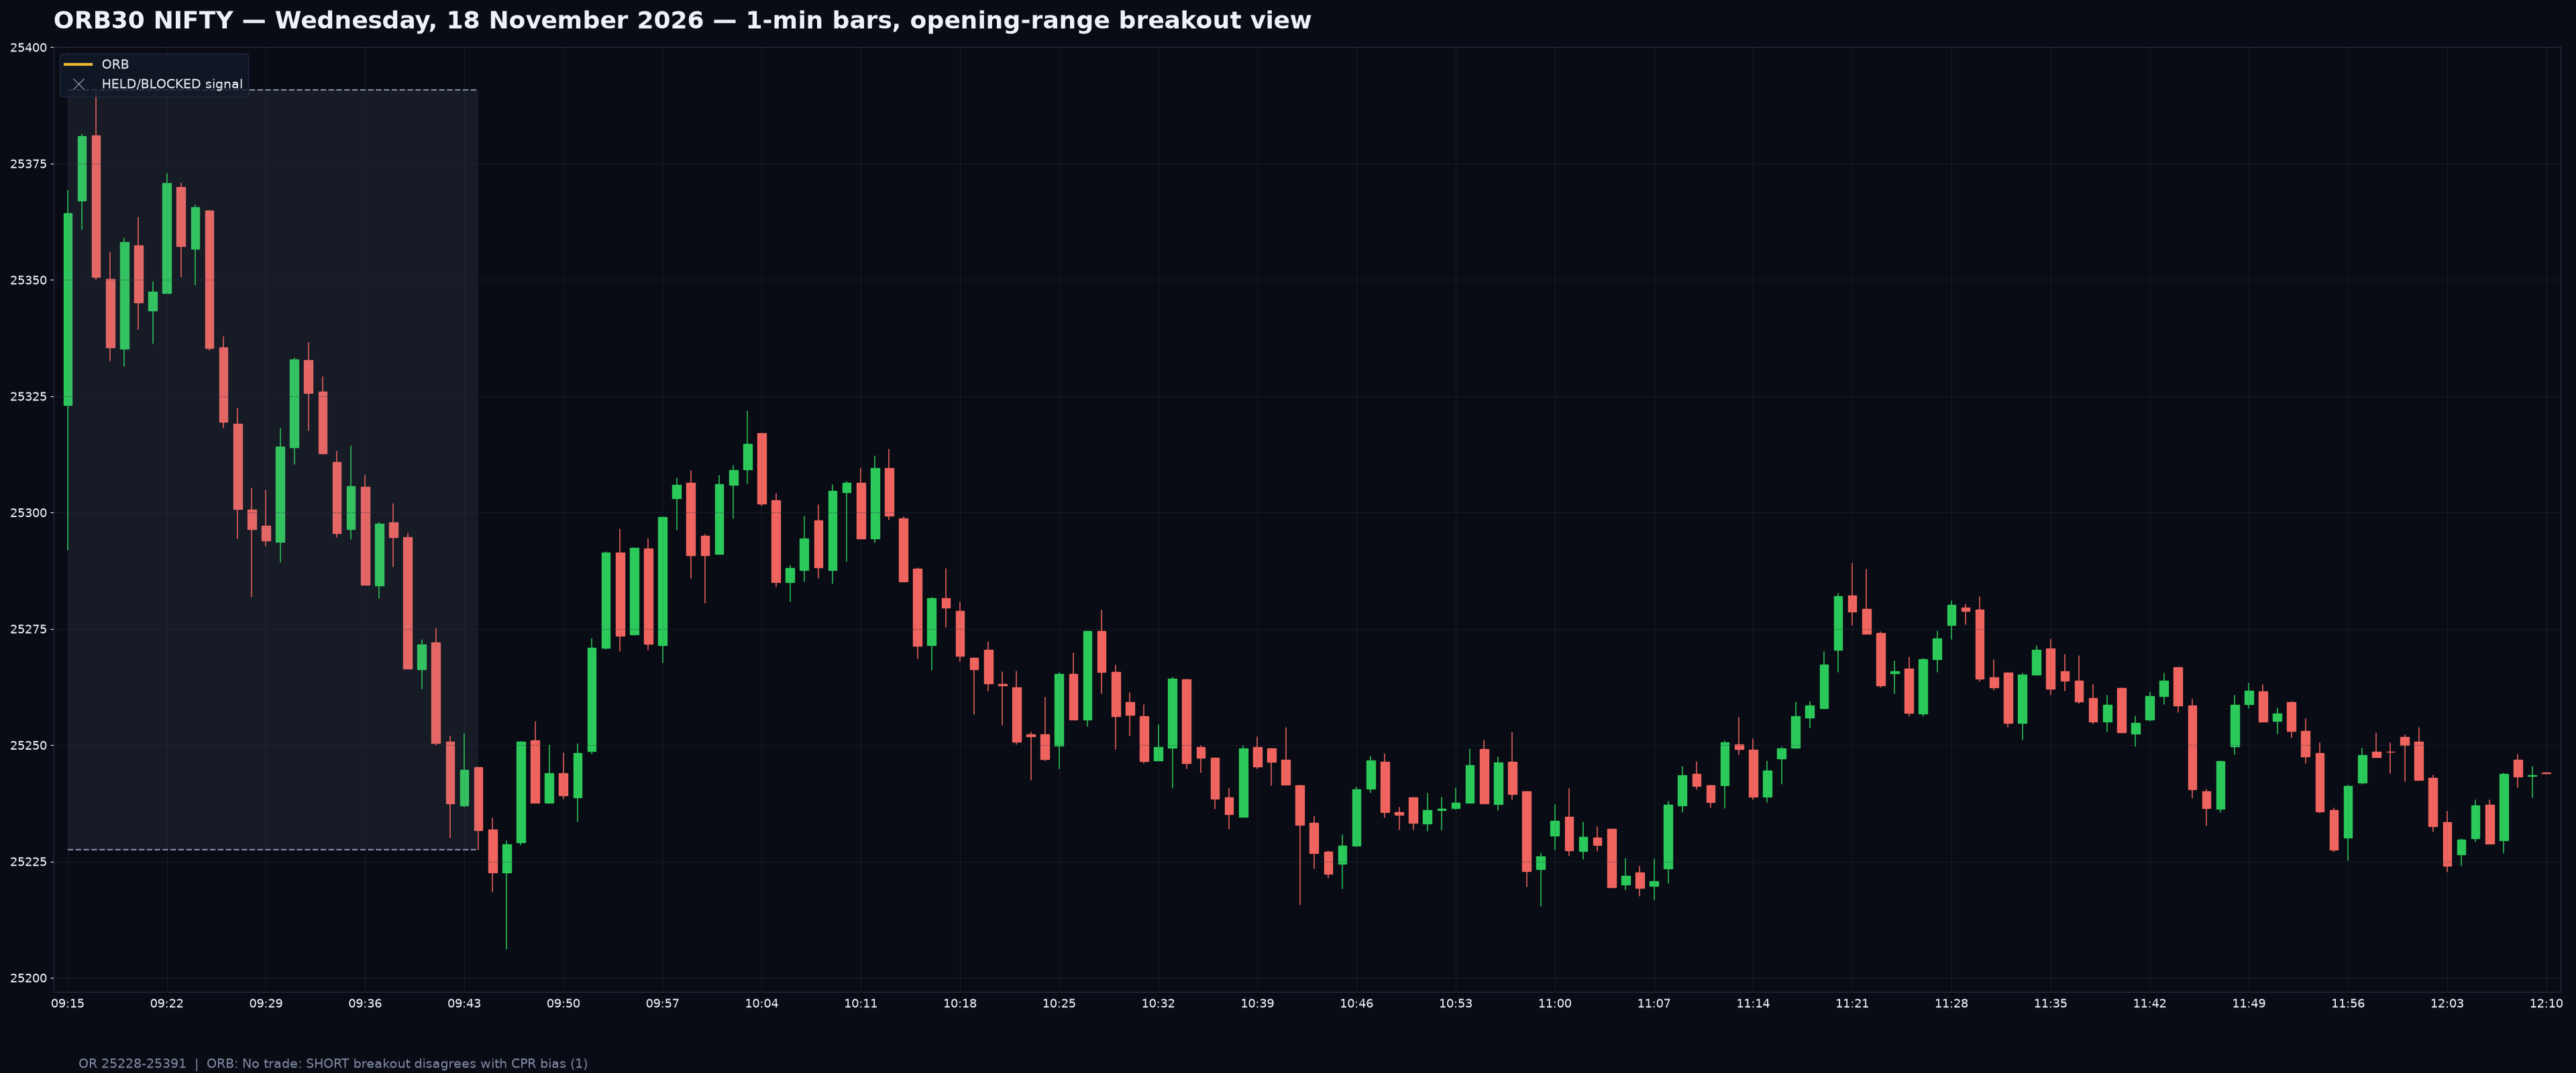 ORB30 NIFTY — Wednesday, 18 November 2026 — 1-min bars, opening-range breakout view
25400
ORB
HELD/BLOCKED signal
25375
25350
25325
25300
25275
25250
25225
25200
09:15 09:22 09:29 09:36 09:43 09:50 09:57 10:04 10:11 10:18 10:25 10:32 10:39 10:46 10:53 11:00 11:07 11:14 11:21 11:28 11:35 11:42 11:49 11:56 12:03 12:10
OR 25228-25391 | ORB: No trade: SHORT breakout disagrees with CPR bias (1)